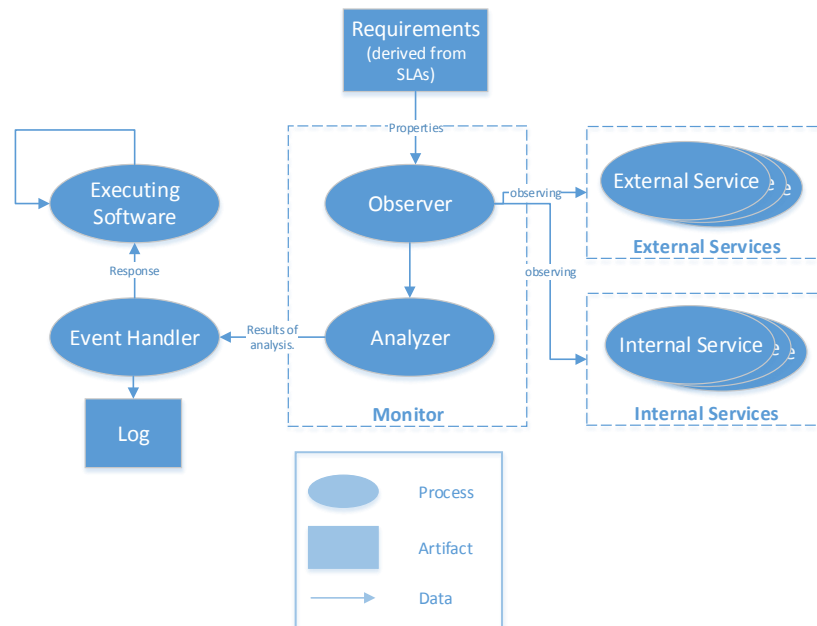 Requirements
(derived from
SLAs)
Properties
Executing
Software
Observer
observing
External Service
External Services
Response
observing
Event Handler
Results of
analysis.
Analyzer
Internal Service
Monitor
Internal Services
Log
Process
Artifact
Data